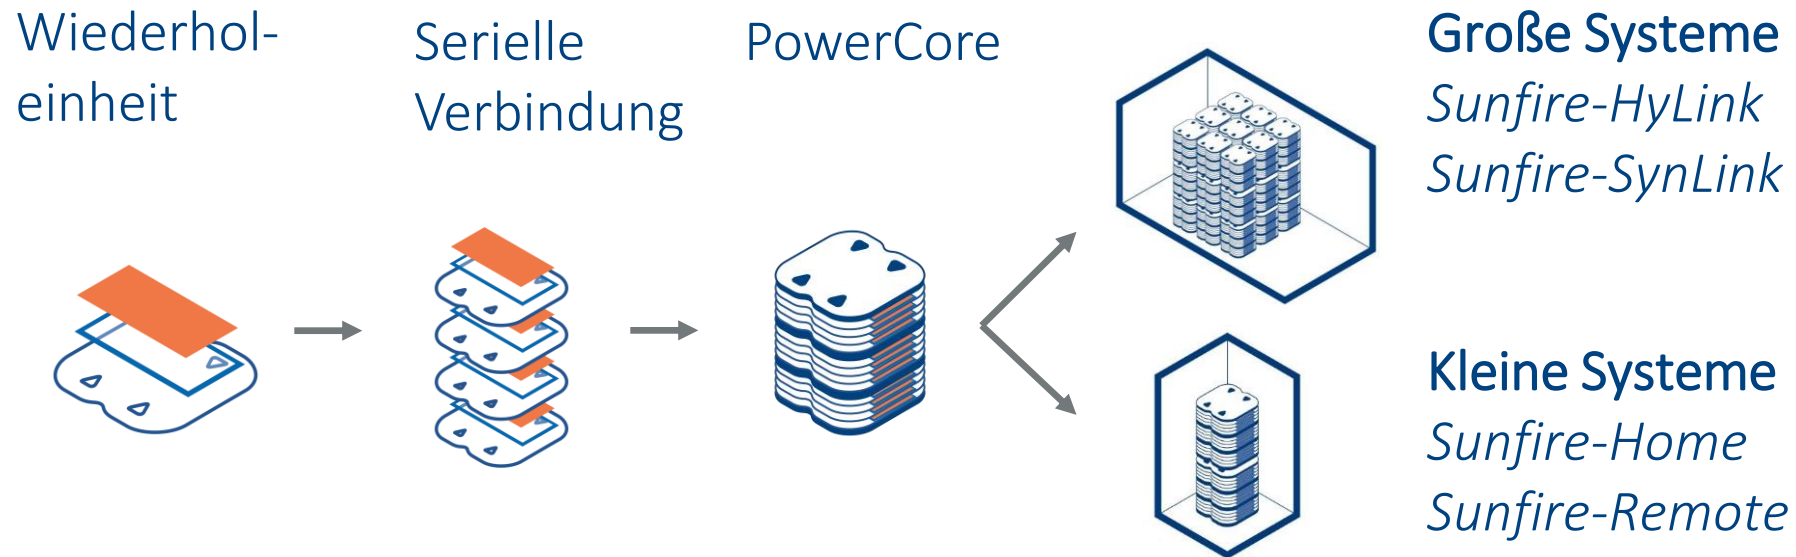 Wiederhol-
einheit
Serielle
Verbindung
PowerCore
Große Systeme
Sunfire-HyLink
Sunfire-SynLink
Kleine Systeme
Sunfire-Home
Sunfire-Remote